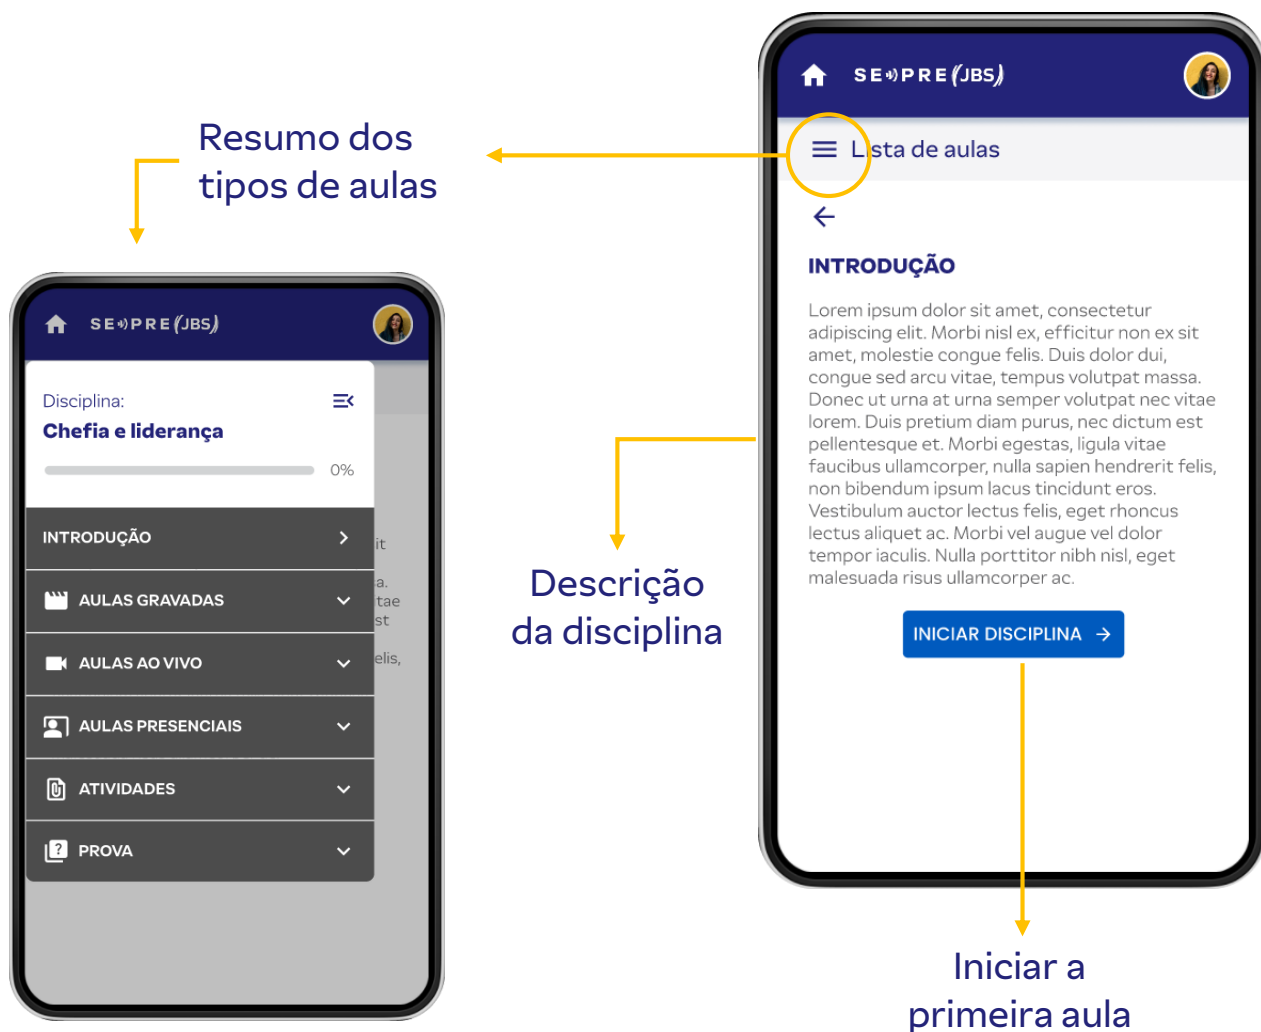 Resumo dos
tipos de aulas
SE PRE (JBS)
Disciplina:
Chefia e liderança
0%
INTRODUÇÃO
AULAS GRAVADAS
AULAS AO VIVO
AULAS PRESENCIAIS
ATIVIDADES
PROVA
it
a.
itae
st
elis,
Descrição
da disciplina
SE PRE (JBS)
Lista de aulas
INTRODUÇÃO
Lorem ipsum dolor sit amet, consectetur
adipiscing elit. Morbi nisl ex, efficitur non ex sit
amet, molestie congue felis. Duis dolor dui,
congue sed arcu vitae, tempus volutpat massa.
Donec ut urna at urna semper volutpat nec vitae
lorem. Duis pretium diam purus, nec dictum est
pellentesque et. Morbi egestas, ligula vitae
faucibus ullamcorper, nulla sapien hendrerit felis,
non bibendum ipsum lacus tincidunt eros.
Vestibulum auctor lectus felis, eget rhoncus
lectus aliquet ac. Morbi vel augue vel dolor
tempor iaculis. Nulla porttitor nibh nisl, eget
malesuada risus ullamcorper ac.
INICIAR DISCIPLINA
Iniciar a
primeira aula